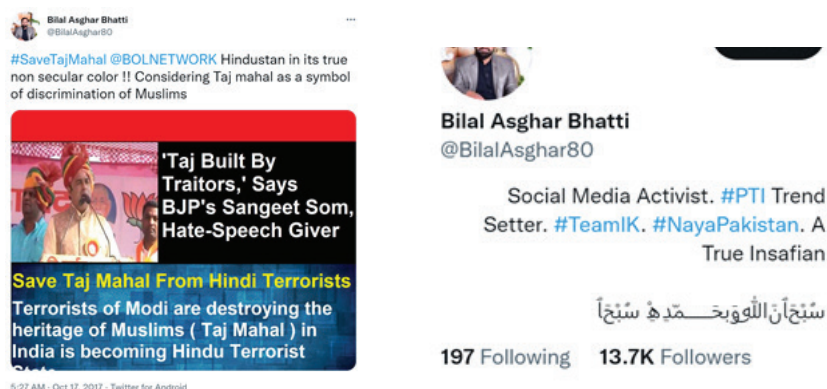 Bilal Asghar Bhatti
@BilalAsghar80
#SaveTajMahal @BOLNETWORK Hindustan in its true
non secular color !! Considering Taj mahal as a symbol
of discrimination of Muslims
'Taj Built By
Traitors,' Says
BJP's Sangeet Som,
Hate-Speech Giver
Save Taj Mahal From Hindi Terrorists
Terrorists of Modi are destroying the
heritage of Muslims ( Taj Mahal ) in
India is becoming Hindu Terrorist
5:27 AM · Oct 17, 2017 · Twitter for Android
Bilal Asghar Bhatti
@BilalAsghar80
Social Media Activist. #PTI Trend
Setter. #TeamIK. #NayaPakistan. A
True Insafian
197 Following 13.7K Followers